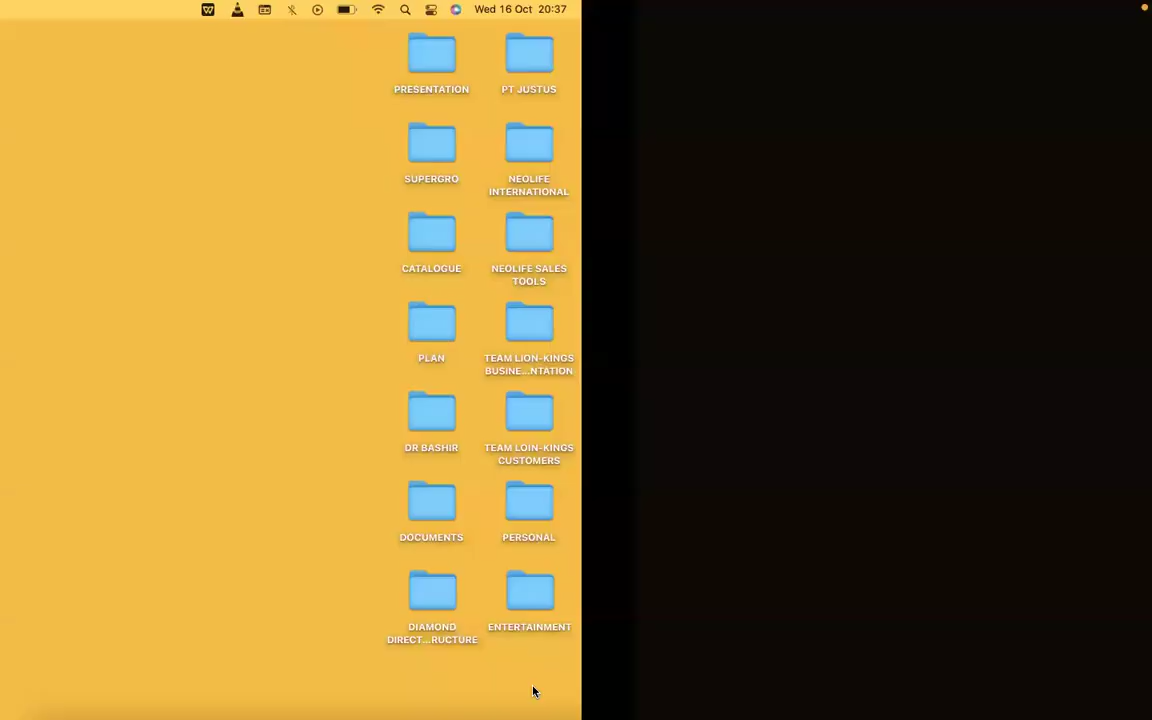 Wed 16 Oct 20:37
PRESENTATION
PT JUSTUS
SUPERGRO
NEOLIFE
INTERNATIONAL
CATALOGUE
NEOLIFE SALES
TOOLS
PLAN
TEAM LION-KINGS
BUSINE...NTATION
DR BASHIR
TEAM LOIN-KINGS
CUSTOMERS
DOCUMENTS
PERSONAL
DIAMOND
DIRECT...RUCTURE
ENTERTAINMENT